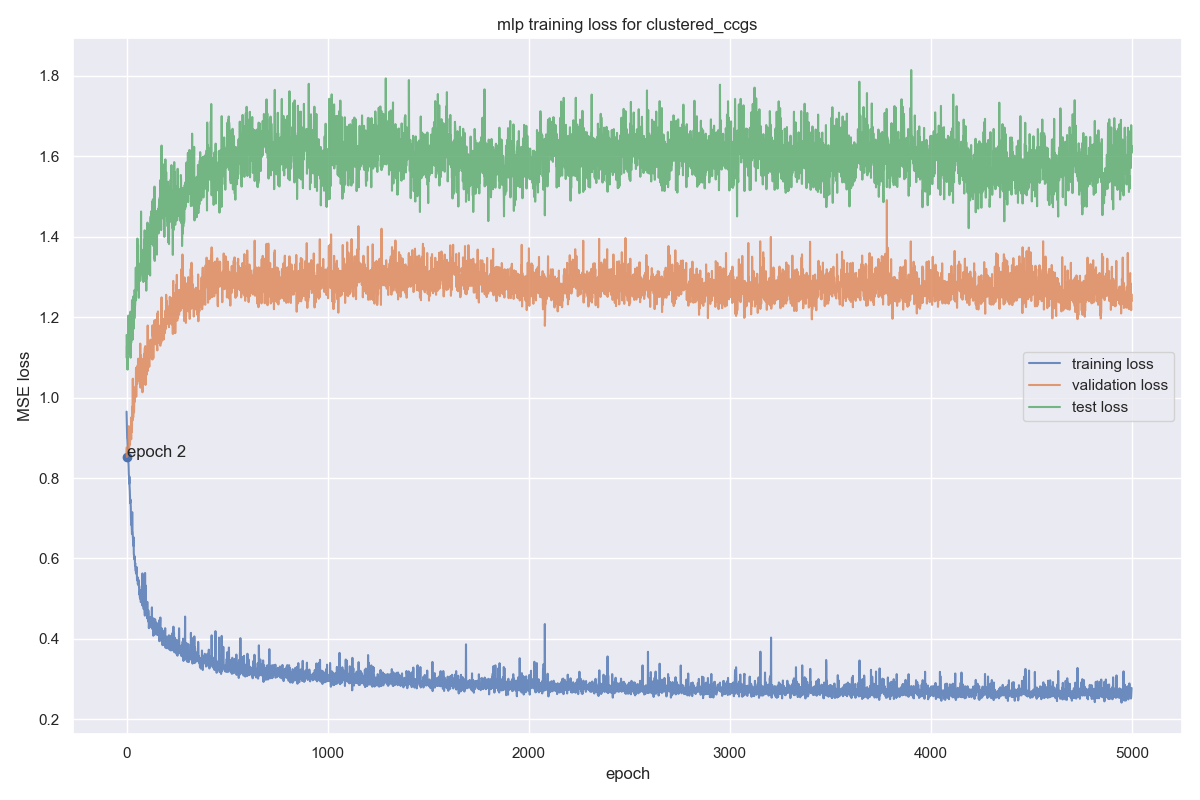 mlp training loss for clustered_ccgs
1.8
1.6
1.4
1.2
1.0
0.8
0.6
0.4
0.2
MSE loss
epoch 2
training loss
validation loss
test loss
0
1000
2000
3000
4000
5000
epoch